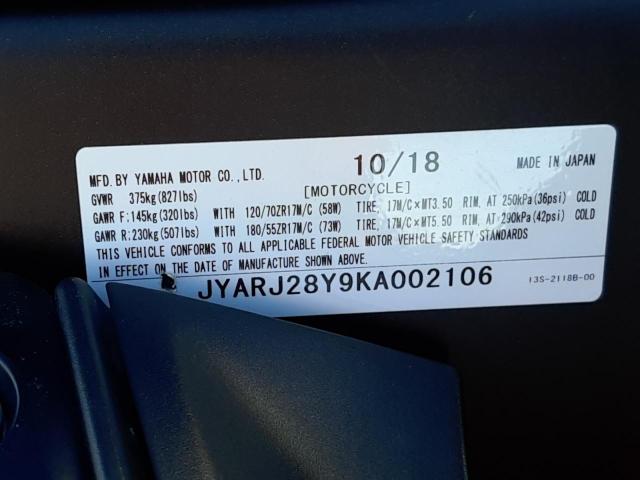 MFD. BY YAMAHA MOTOR CO., LTD. 10/18 MADE IN JAPAN
GVWR 375kg (827lbs) [MOTORCYCLE]
GAWR F: 145kg (320lbs) WITH 120/70ZR17M/C (58W) TIRE, 17M/C×MT3.50 RIM, AT 250kPa (36psi) COLD
GAWR R: 230kg (507lbs) WITH 180/55ZR17M/C (73W) TIRE, 17M/C×MT5.50 RIM, AT 290kPa (42psi) COLD
THIS VEHICLE CONFORMS TO ALL APPLICABLE FEDERAL MOTOR VEHICLE SAFETY STANDARDS
IN EFFECT ON THE DATE OF MANUFACTURE SHOWN ABOVE.
JYARJ28Y9KA002106 13S-2118B-00